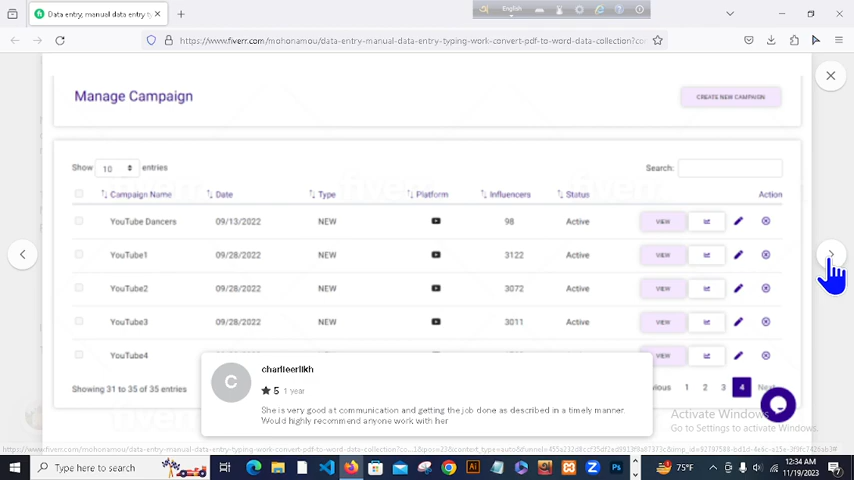 Data entry, manual data entry ty
English
https://www.fiverr.com/mohonamou/data-entry-manual-data-entry-typing-work-convert-pdf-to-word-data-collection?co
Manage Campaign
CREATE NEW CAMPAIGN
Show 10 entries
Search:
Campaign Name Date Type Platform Influencers Status Action
YouTube Dancers 09/13/2022 NEW 98 Active VIEW
YouTube1 09/28/2022 NEW 3122 Active VIEW
YouTube2 09/28/2022 NEW 3072 Active VIEW
YouTube3 09/28/2022 NEW 3011 Active VIEW
YouTube4 VIEW
Showing 31 to 35 of 35 entries
1 2 3 4 Next
C
charlieerlikh
5 1 year
She is very good at communication and getting the job done as described in a timely manner.
Would highly recommend anyone work with her
Activate Windows
Go to Settings to activate Windows.
Type here to search
75°F
12:34 AM
11/19/2023